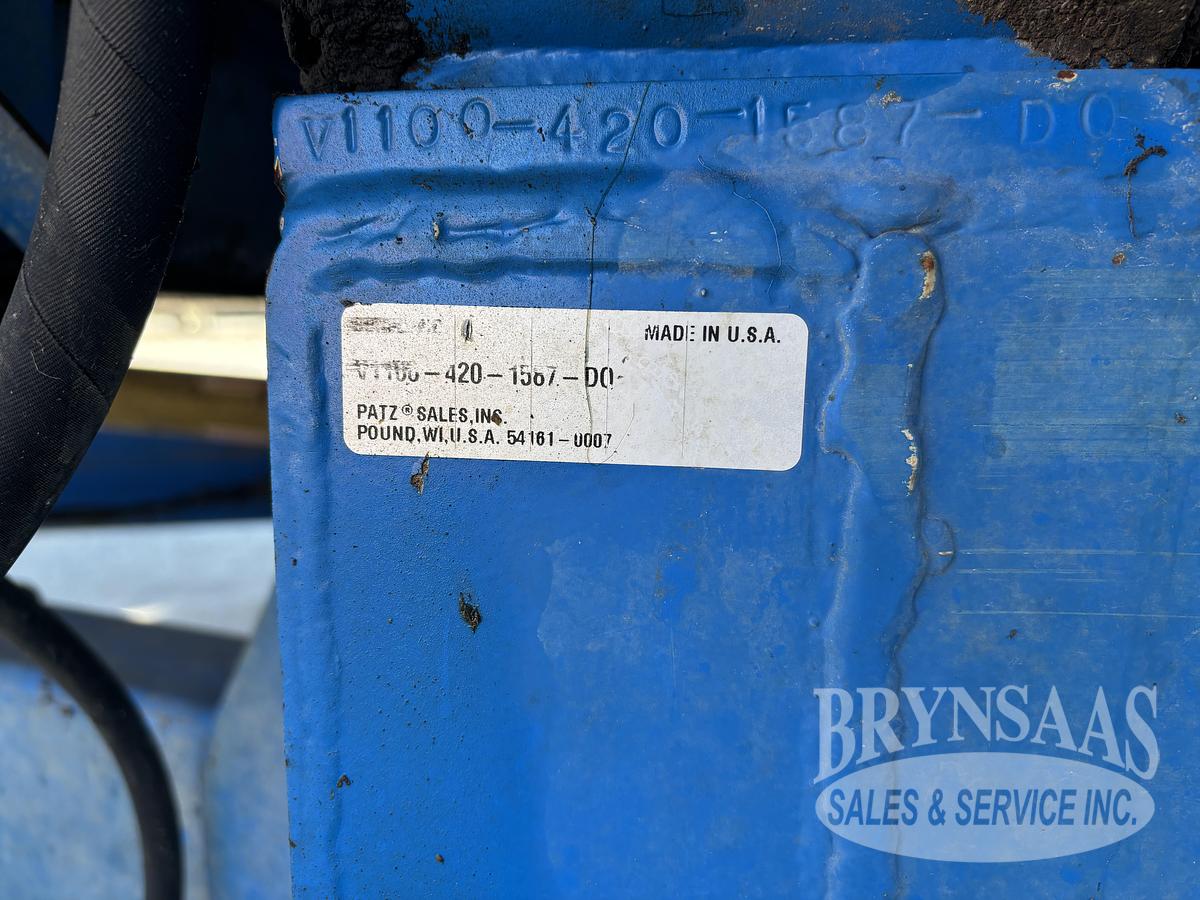 V1100-420-1587-DO
MADE IN U.S.A.
V1100-420-1587-DO
PATZ® SALES, INC.
POUND, WI, U.S.A. 54161-0007
BRYNSAAS
SALES & SERVICE INC.